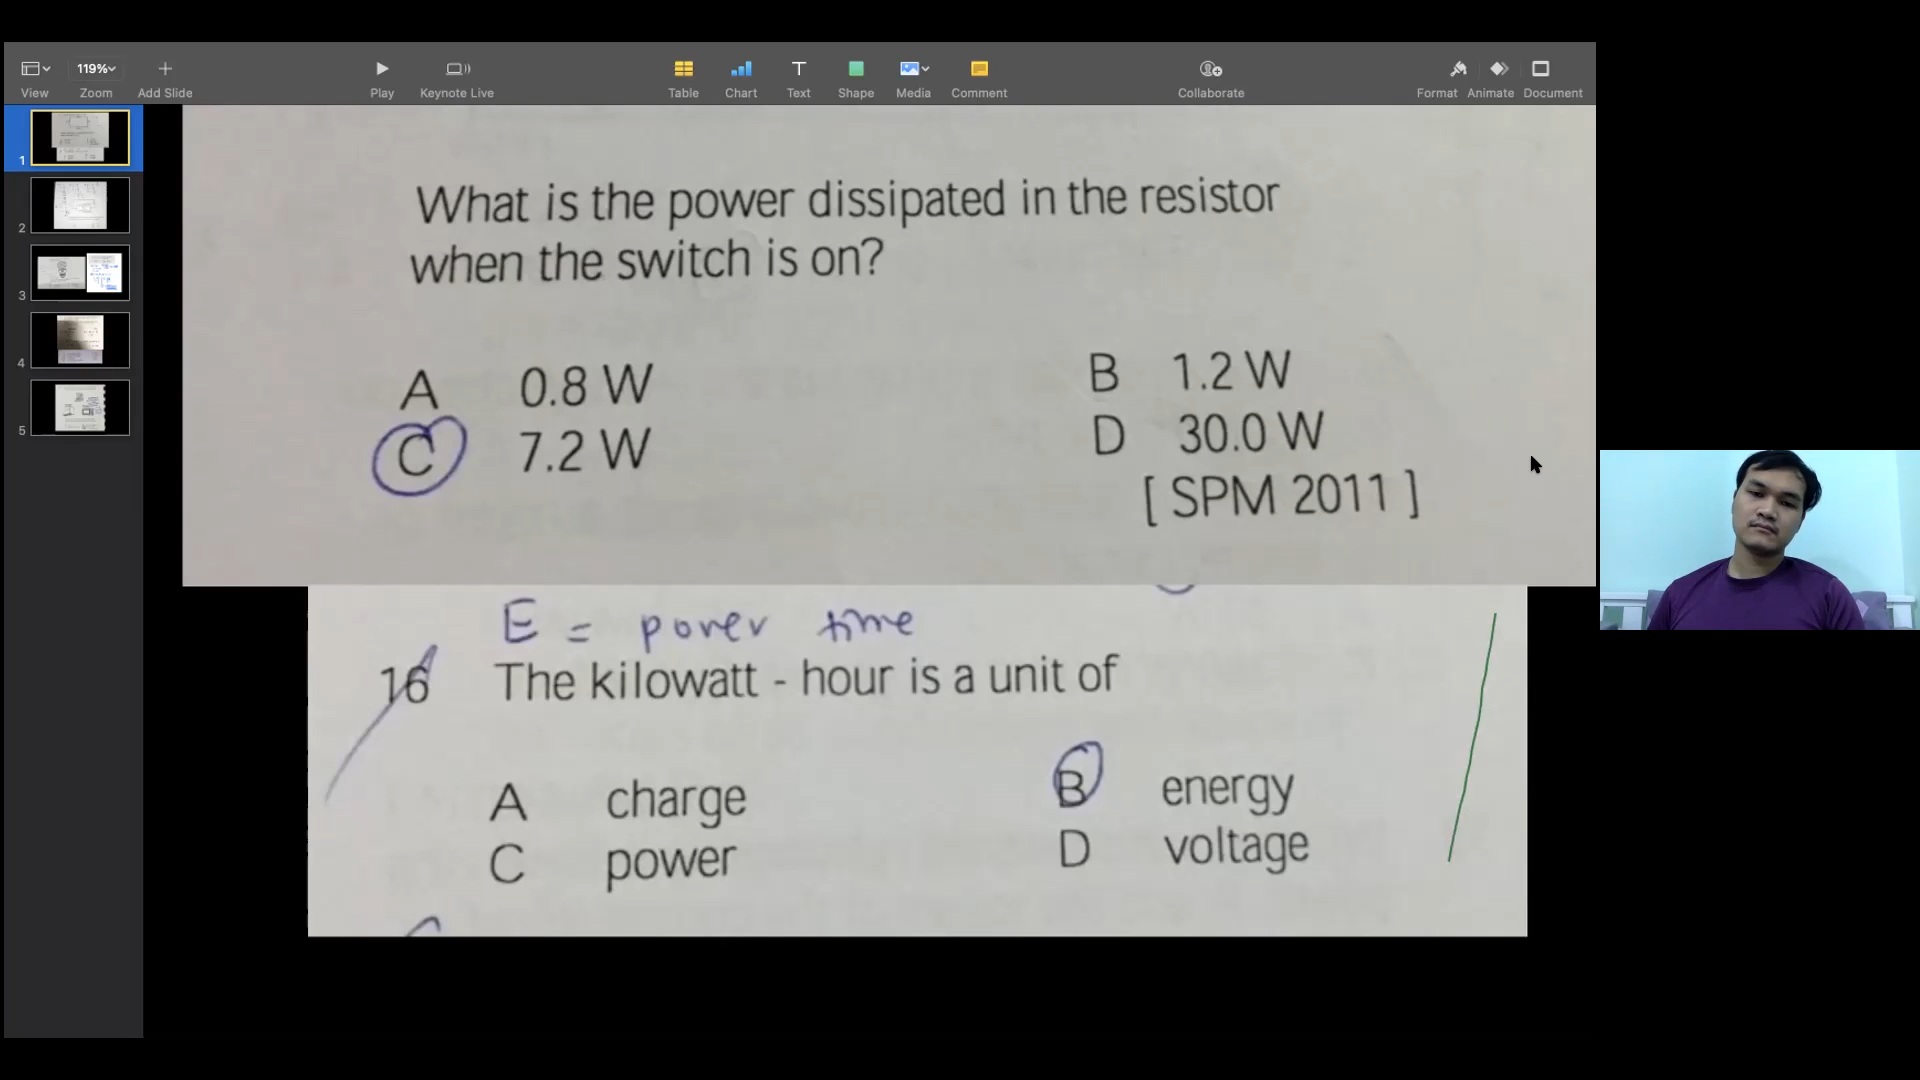 119%
View
Zoom
Add Slide
Play
Keynote Live
Table
Chart
Text
Shape
Media
Comment
Collaborate
Format
Animate
Document
1
2
3
4
5
What is the power dissipated in the resistor
when the switch is on?
A 0.8 W B 1.2 W
C 7.2 W D 30.0 W
[ SPM 2011 ]
E = power time
16 The kilowatt - hour is a unit of
A charge B energy
C power D voltage